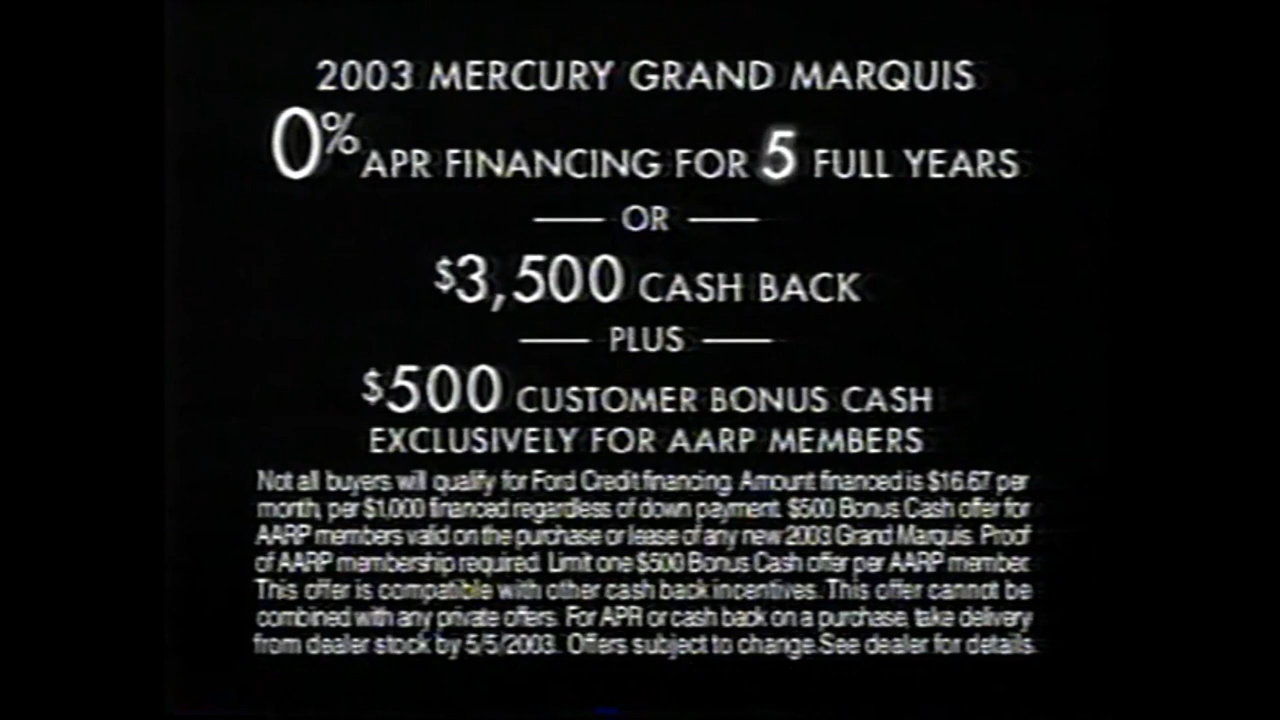 2003 MERCURY GRAND MARQUIS
0% APR FINANCING FOR 5 FULL YEARS
OR
$3,500 CASH BACK
PLUS
$500 CUSTOMER BONUS CASH
EXCLUSIVELY FOR AARP MEMBERS
Not all buyers will qualify for Ford Credit financing. Amount financed is $16.67 per
month, per $1,000 financed regardless of down payment. $500 Bonus Cash offer for
AARP members valid on the purchase or lease of any new 2003 Grand Marquis. Proof
of AARP membership required. Limit one $500 Bonus Cash offer per AARP member.
This offer is compatible with other cash back incentives. This offer cannot be
combined with any private offers. For APR or cash back on a purchase, take delivery
from dealer stock by 5/5/2003. Offers subject to change.See dealer for details.